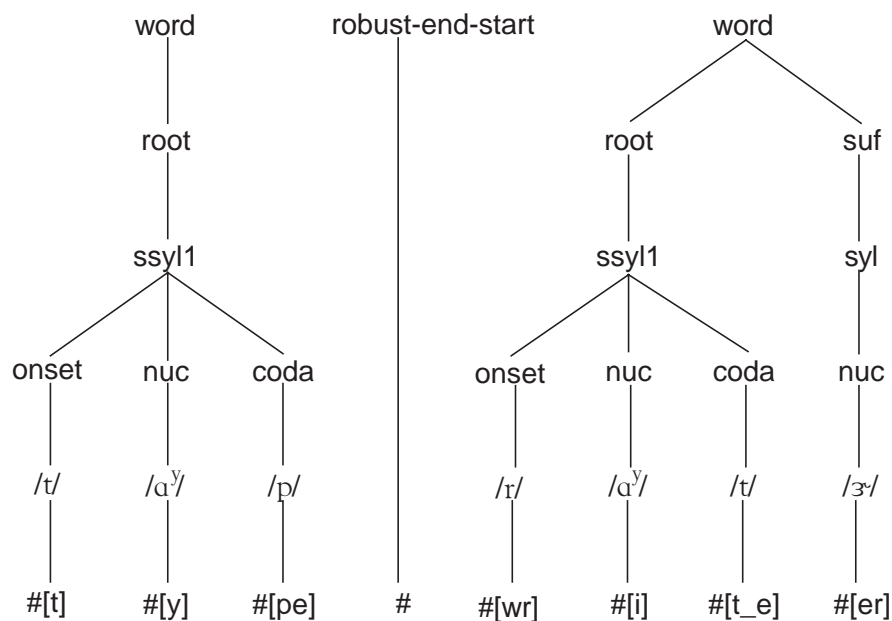 word robust-end-start word
root root suf
ssyl1 ssyl1 syl
onset nuc coda onset nuc coda nuc
/t/ /ɑʸ/ /p/ /r/ /ɑʸ/ /t/ /ɝ/
#[t] #[y] #[pe] # #[wr] #[i] #[t_e] #[er]